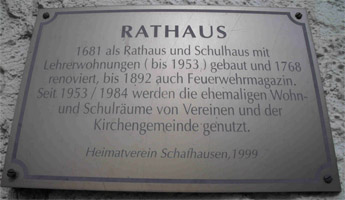 RATHAUS
1681 als Rathaus und Schulhaus mit
Lehrerwohnungen ( bis 1953 ) gebaut und 1768
renoviert, bis 1892 auch Feuerwehrmagazin.
Seit 1953 / 1984 werden die ehemaligen Wohn-
und Schulräume von Vereinen und der
Kirchengemeinde genutzt.
Heimatverein Schafhausen,1999